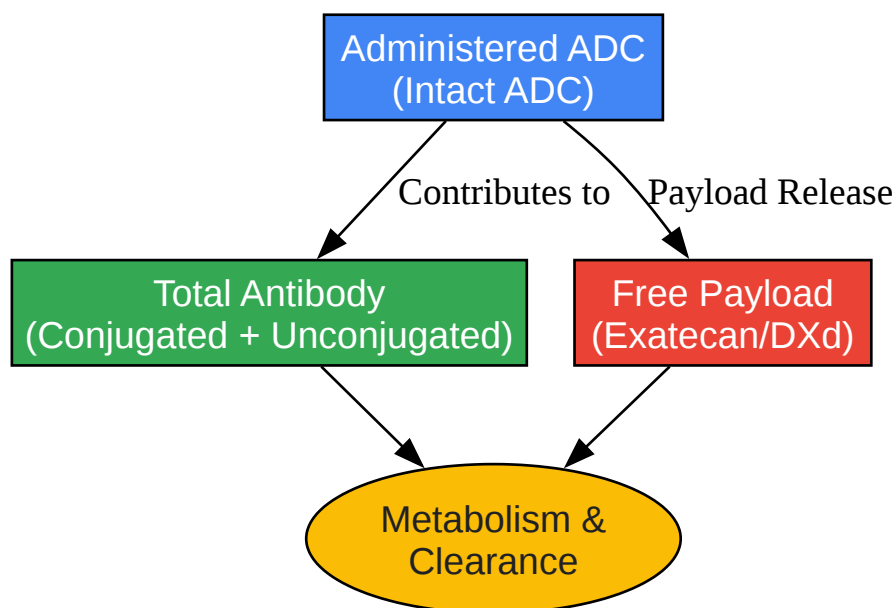 Administered ADC
(Intact ADC)
Contributes to
Payload Release
Total Antibody
(Conjugated + Unconjugated)
Free Payload
(Exatecan/DXd)
Metabolism &
Clearance